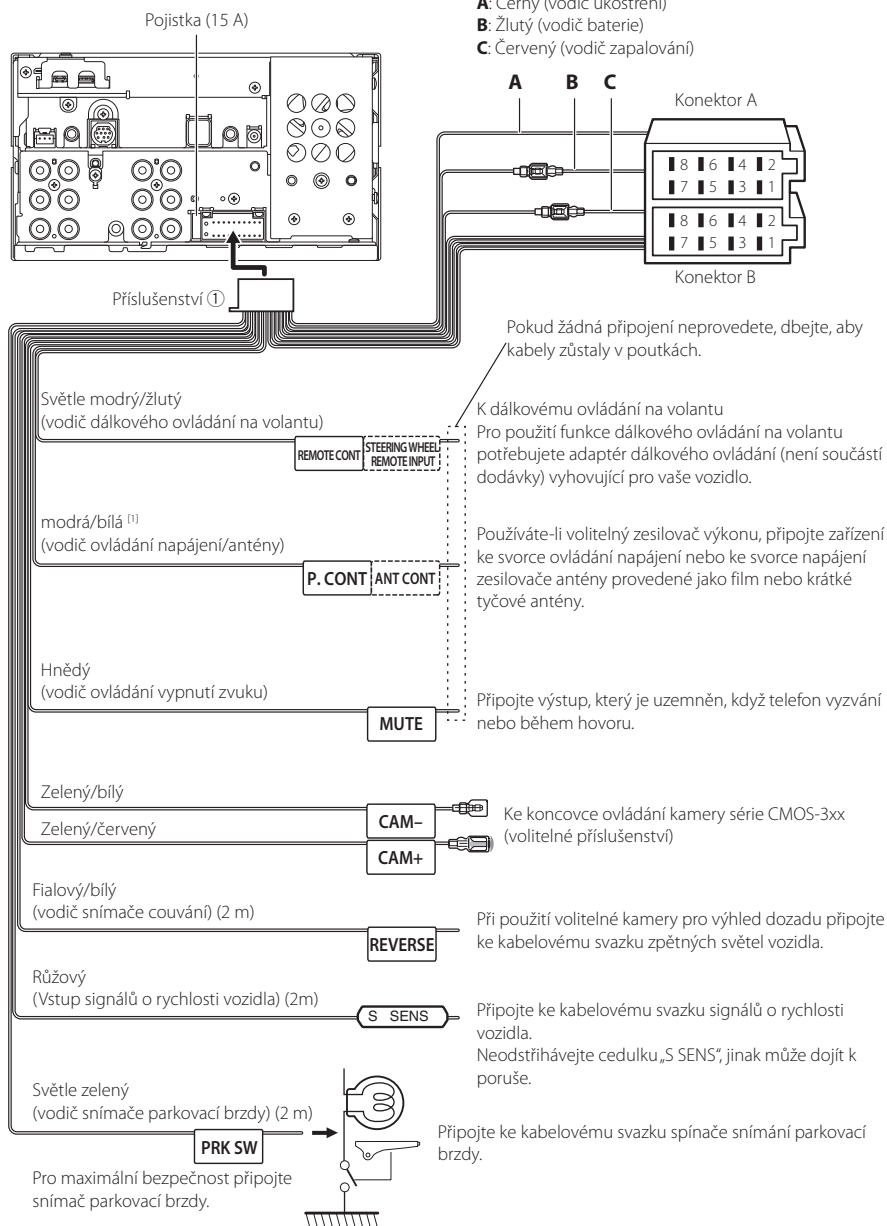 A: Černý (vodič ukostření)
Pojistka (15 A)
B: Žlutý (vodič baterie)
C: Červený (vodič zapalování)
A B C
Konektor A
8 6 4 2
7 5 3 1
8 6 4 2
7 5 3 1
Konektor B
Příslušenství ①
Pokud žádná připojení neprovedete, dbejte, aby
kabely zůstaly v poutkách.
Světle modrý/žlutý
(vodič dálkového ovládání na volantu)
REMOTE CONT
STEERING WHEEL
REMOTE INPUT
K dálkovému ovládání na volantu
Pro použití funkce dálkového ovládání na volantu
potřebujete adaptér dálkového ovládání (není součástí
dodávky) vyhovující pro vaše vozidlo.
modrá/bílá [1]
(vodič ovládání napájení/antény)
P. CONT ANT CONT
Používáte-li volitelný zesilovač výkonu, připojte zařízení
ke svorce ovládání napájení nebo ke svorce napájení
zesilovače antény provedené jako film nebo krátké
tyčové antény.
Hnědý
(vodič ovládání vypnutí zvuku)
MUTE
Připojte výstup, který je uzemněn, když telefon vyzvání
nebo během hovoru.
Zelený/bílý
CAM–
Zelený/červený
CAM+
Ke koncovce ovládání kamery série CMOS-3xx
(volitelné příslušenství)
Fialový/bílý
(vodič snímače couvání) (2 m)
REVERSE
Při použití volitelné kamery pro výhled dozadu připojte
ke kabelovému svazku zpětných světel vozidla.
Růžový
(Vstup signálů o rychlosti vozidla) (2m)
S SENS
Připojte ke kabelovému svazku signálů o rychlosti
vozidla.
Neodstřihávejte cedulku „S SENS“, jinak může dojít k
poruše.
Světle zelený
(vodič snímače parkovací brzdy) (2 m)
PRK SW
Připojte ke kabelovému svazku spínače snímání parkovací
brzdy.
Pro maximální bezpečnost připojte
snímač parkovací brzdy.